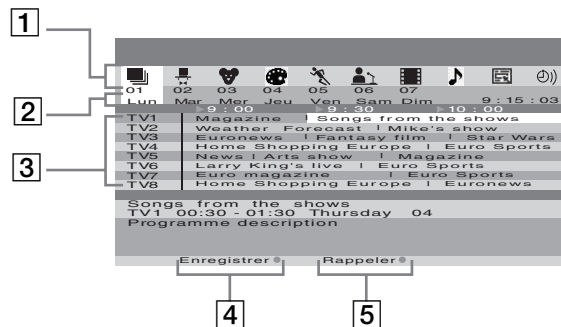 1
01 02 03 04 05 06 07
2
Lun Mar Mer Jeu Ven Sam Dim 9 : 15 : 03
9 : 00 9 : 30 10 : 00
TV1 Magazine Songs from the shows
TV2 Weather Forecast Mike's show
TV3 Euronews Fantasy film Star Wars
3
TV4 Home Shopping Europe Euro Sports
TV5 News Arts show Magazine
TV6 Larry King's live Euro Sports
TV7 Euro magazine Euro Sports
TV8 Home Shopping Europe Euronews
Songs from the shows
TV1 00:30 - 01:30 Thursday 04
Programme description
Enregistrer Rappeler
4 5